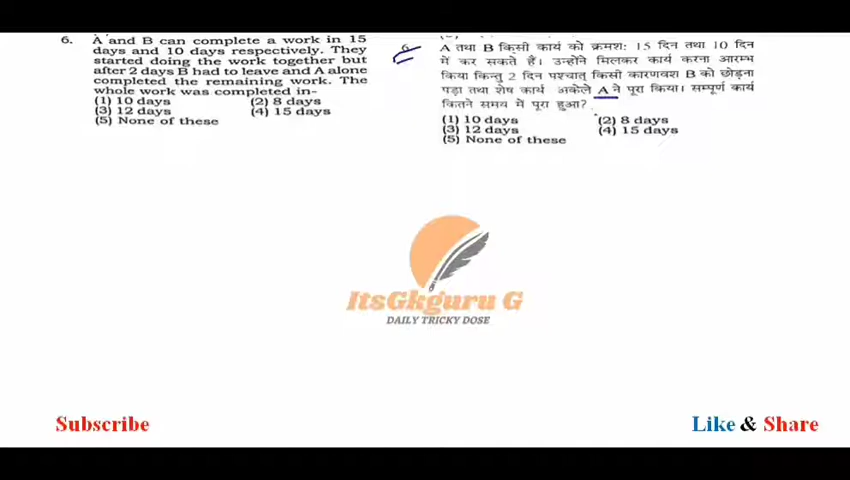 6. A and B can complete a work in 15
days and 10 days respectively. They
started doing the work together but
after 2 days B had to leave and A alone
completed the remaining work. The
whole work was completed in-
(1) 10 days (2) 8 days
(3) 12 days (4) 15 days
(5) None of these
6. A तथा B किसी कार्य को क्रमशः 15 दिन तथा 10 दिन
में कर सकते हैं। उन्होंने मिलकर कार्य करना आरम्भ
किया किन्तु 2 दिन पश्चात् किसी कारणवश B को छोड़ना
पड़ा तथा शेष कार्य अकेले A ने पूरा किया। सम्पूर्ण कार्य
कितने समय में पूरा हुआ?
(1) 10 days (2) 8 days
(3) 12 days (4) 15 days
(5) None of these
ItsGkguru G
DAILY TRICKY DOSE
Subscribe
Like & Share